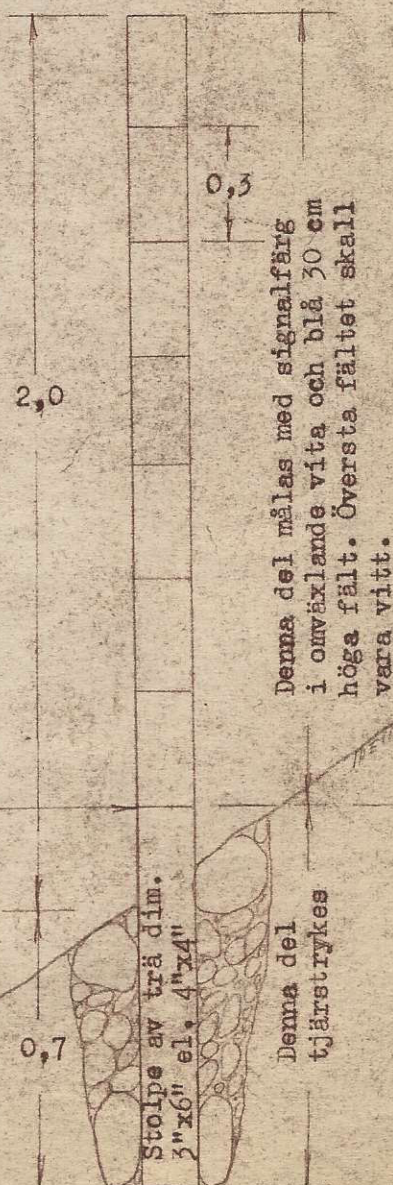 0,3
2,0
Denna del målas med signalfärg
i omväxlande vita och blå 30 cm
höga fält. Översta fältet skall
vara vitt.
0,7
Stolpe av trä dim.
3"x6" el. 4"x4"
Denna del
tjärstrykes